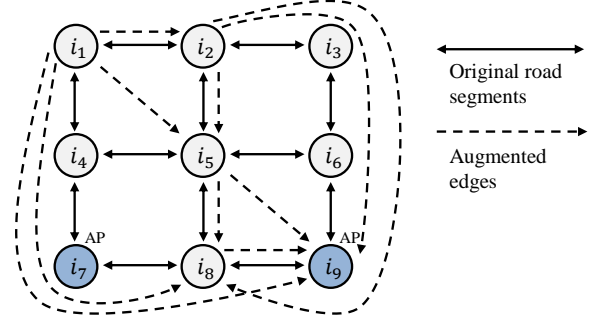 i₁ i₂ i₃
Original road
segments
i₄ i₅ i₆
Augmented
edges
AP AP
i₇ i₈ i₉